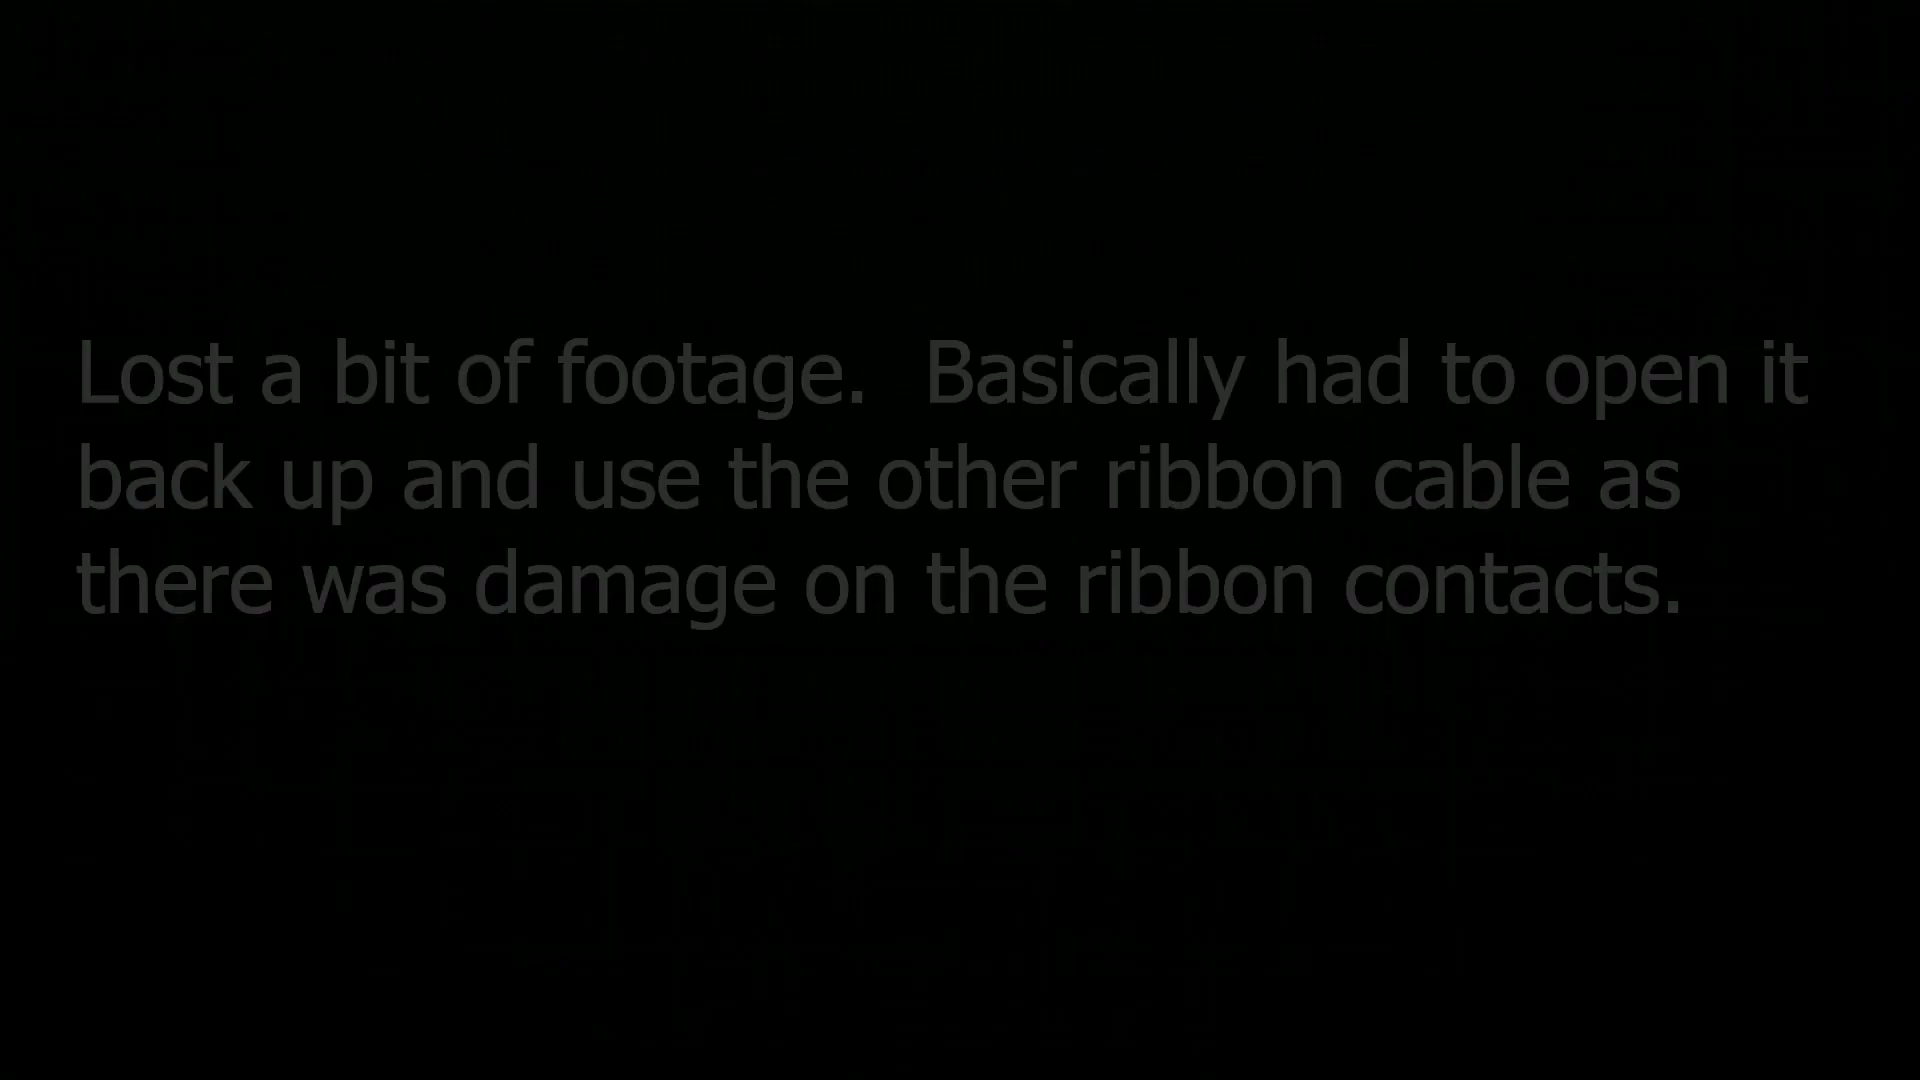 Lost a bit of footage.  Basically had to open it
back up and use the other ribbon cable as
there was damage on the ribbon contacts.